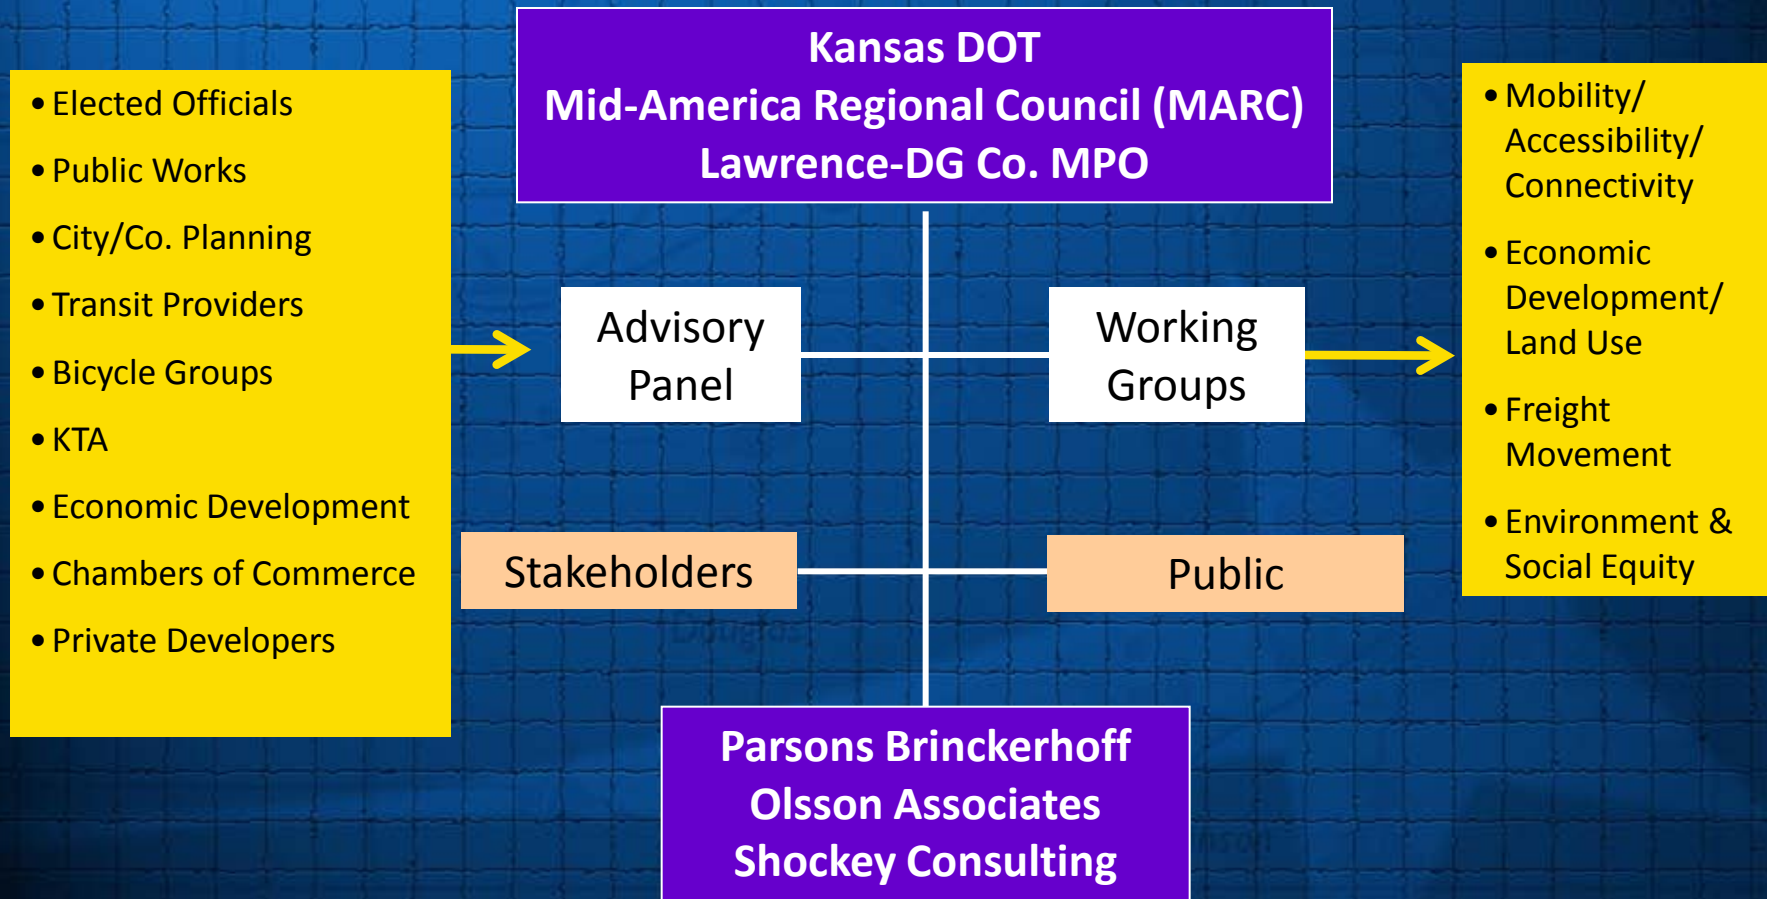 Kansas DOT
Mid-America Regional Council (MARC)
Lawrence-DG Co. MPO
• Elected Officials
• Public Works
• City/Co. Planning
• Transit Providers
• Bicycle Groups
• KTA
• Economic Development
• Chambers of Commerce
• Private Developers
Advisory
Panel
Working
Groups
• Mobility/
Accessibility/
Connectivity
• Economic
Development/
Land Use
• Freight
Movement
• Environment &
Social Equity
Stakeholders
Public
Douglas
Parsons Brinckerhoff
Olsson Associates
Shockey Consulting